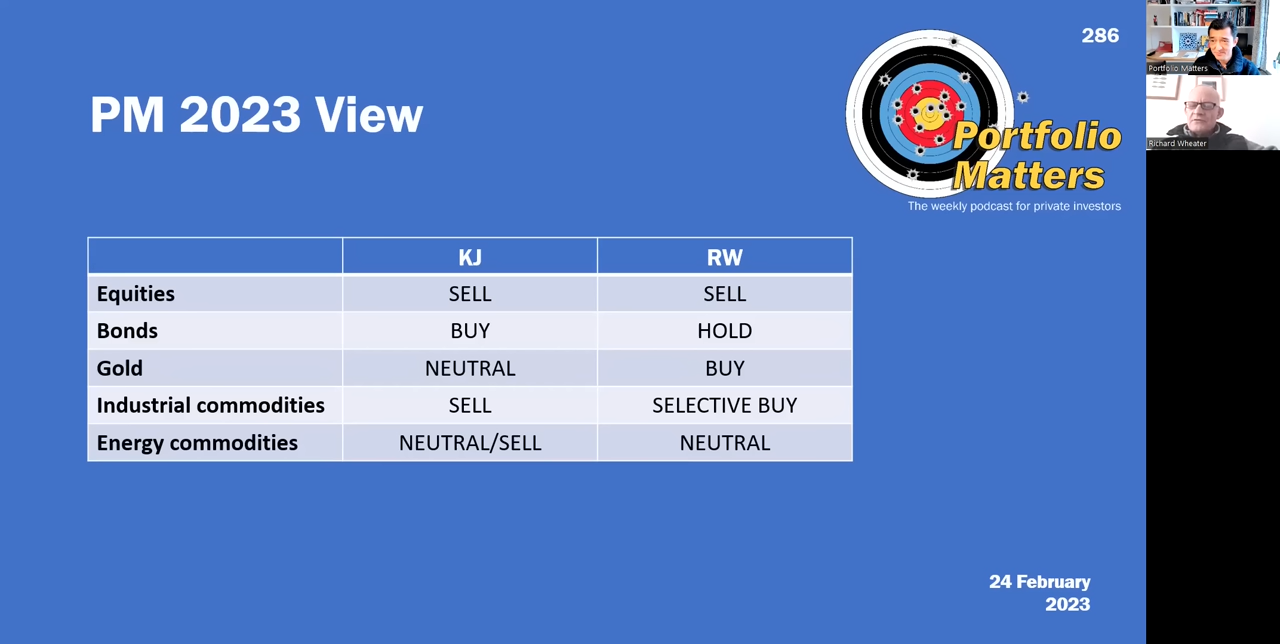 286
PM 2023 View
Portfolio
Matters
The weekly podcast for private investors
Portfolio Matters
Richard Wheater
KJ RW
Equities SELL SELL
Bonds BUY HOLD
Gold NEUTRAL BUY
Industrial commodities SELL SELECTIVE BUY
Energy commodities NEUTRAL/SELL NEUTRAL
24 February
2023